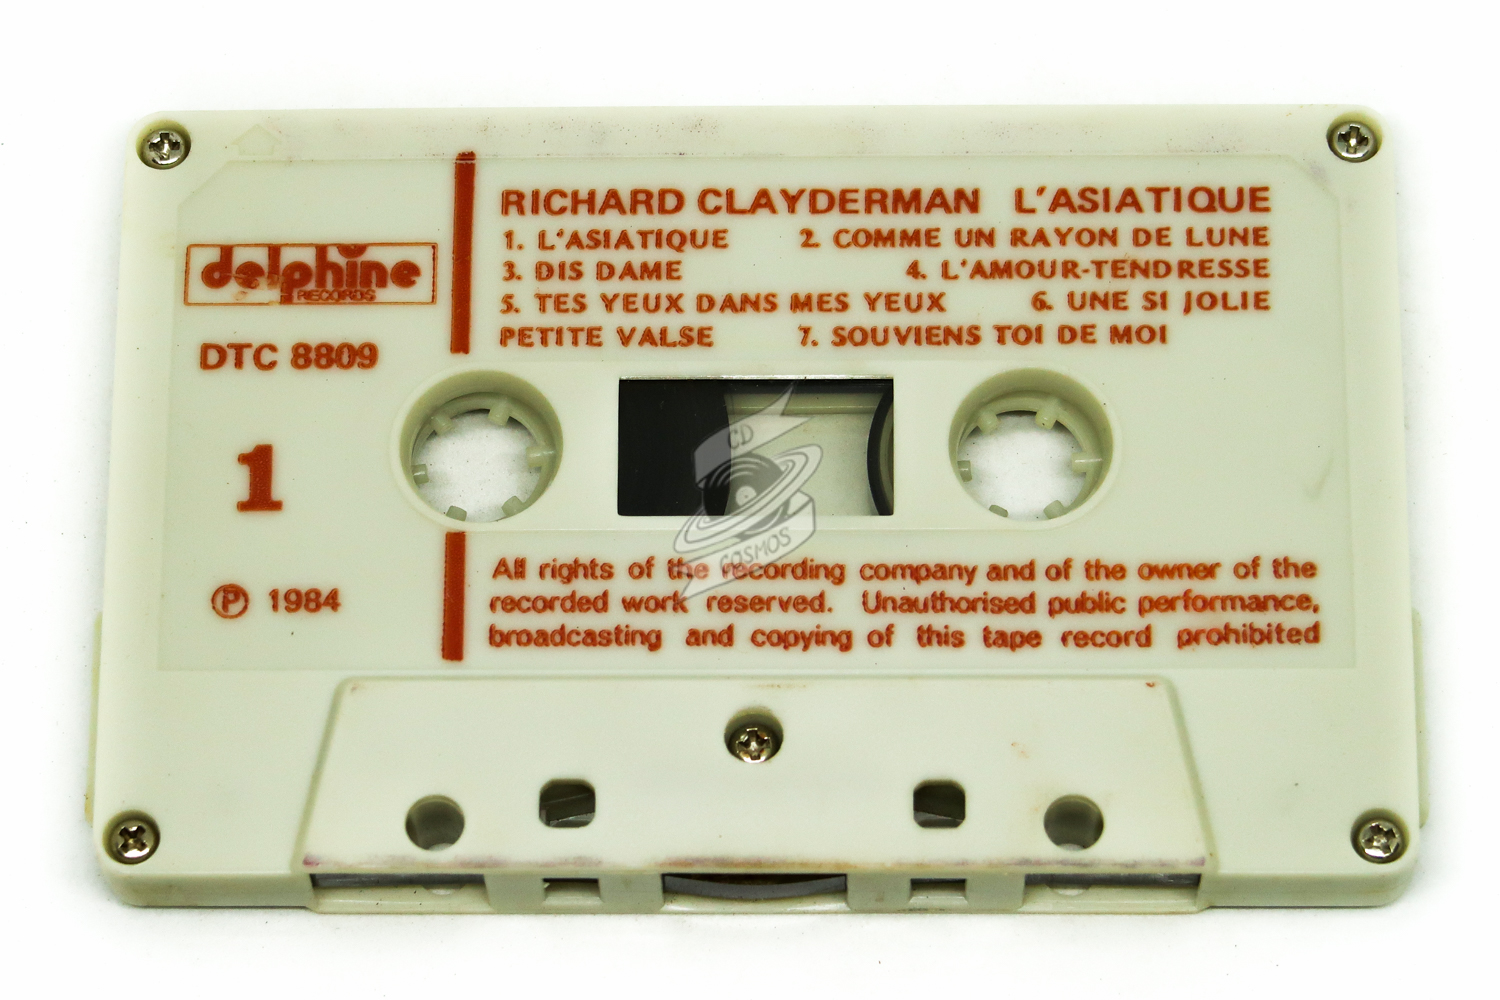 RICHARD CLAYDERMAN L'ASIATIQUE
1. L'ASIATIQUE 2. COMME UN RAYON DE LUNE
3. DIS DAME 4. L'AMOUR-TENDRESSE
5. TES YEUX DANS MES YEUX 6. UNE SI JOLIE
PETITE VALSE 7. SOUVIENS TOI DE MOI
delphine
RECORDS
DTC 8809
1
℗ 1984
CD
COSMOS
All rights of the recording company and of the owner of the
recorded work reserved. Unauthorised public performance,
broadcasting and copying of this tape record prohibited